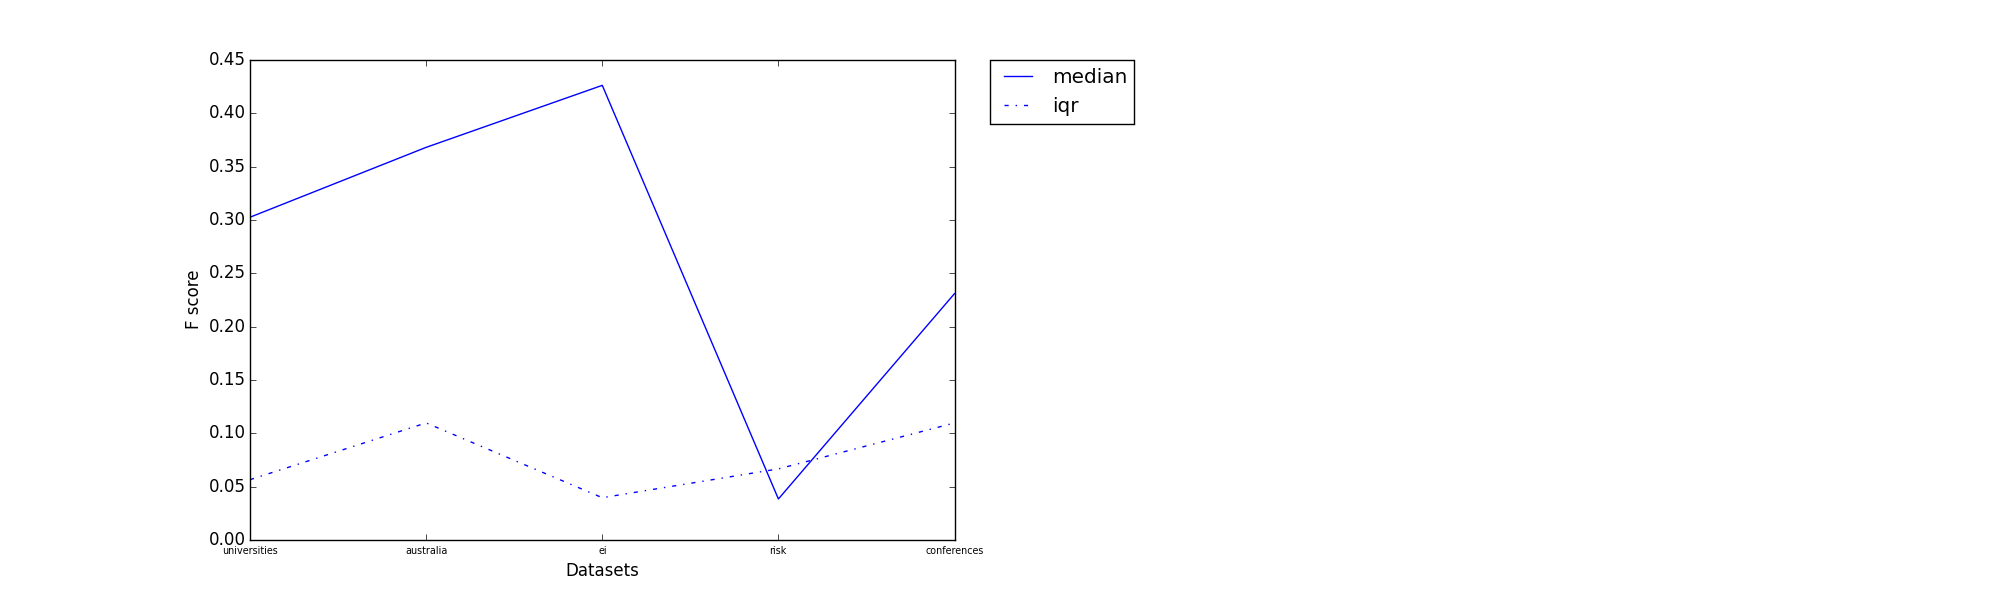 0.45
0.40
0.35
0.30
0.25
0.20
0.15
0.10
0.05
0.00
F score
universities australia ei risk conferences
Datasets
median
iqr